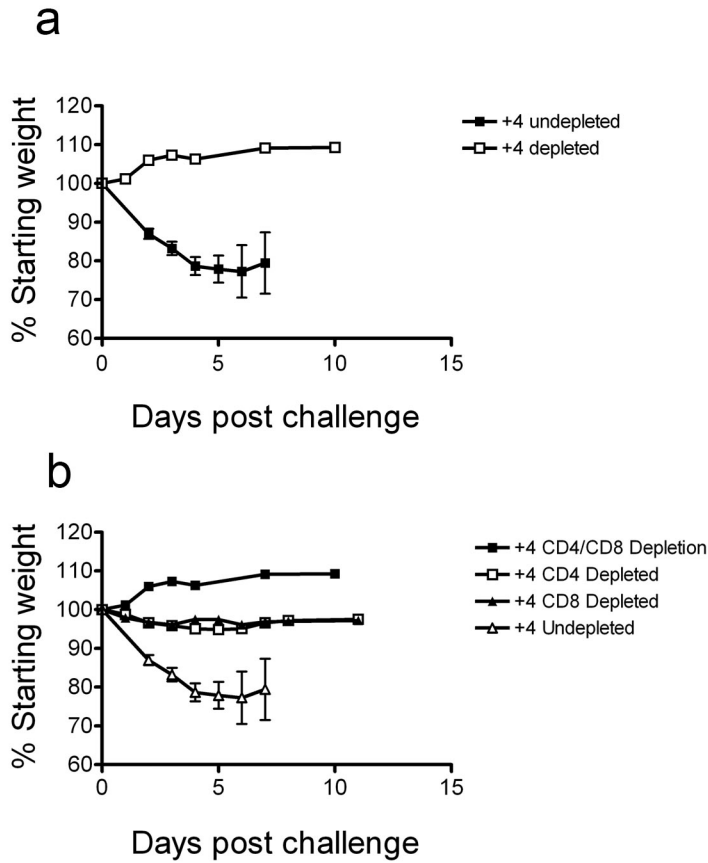 a
120
110
100
90
80
70
60
% Starting weight
0
5
10
15
Days post challenge
+4 undepleted
+4 depleted
b
120
110
100
90
80
70
60
% Starting weight
0
5
10
15
Days post challenge
+4 CD4/CD8 Depletion
+4 CD4 Depleted
+4 CD8 Depleted
+4 Undepleted